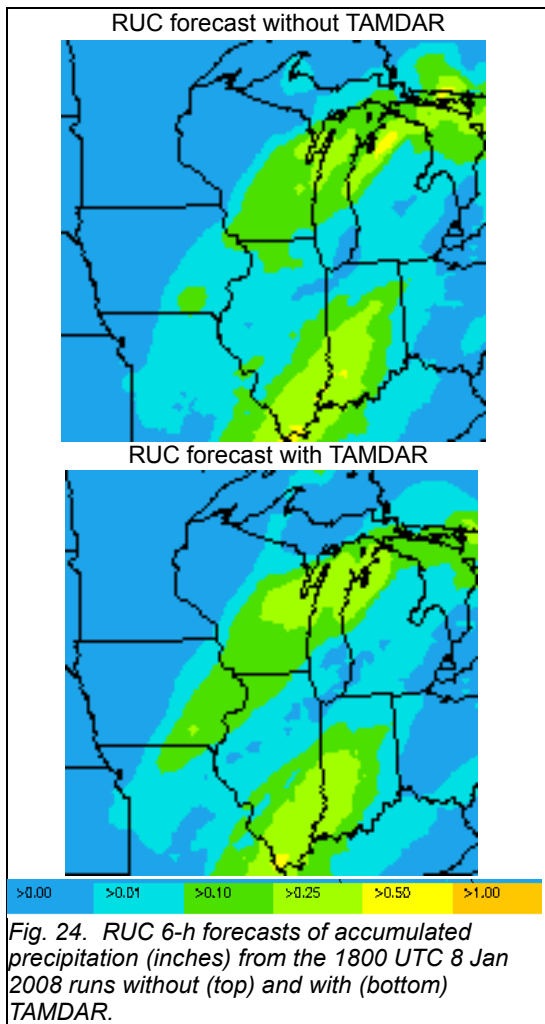 RUC forecast without TAMDAR
RUC forecast with TAMDAR
>0.00 >0.01 >0.10 >0.25 >0.50 >1.00
Fig. 24. RUC 6-h forecasts of accumulated
precipitation (inches) from the 1800 UTC 8 Jan
2008 runs without (top) and with (bottom)
TAMDAR.